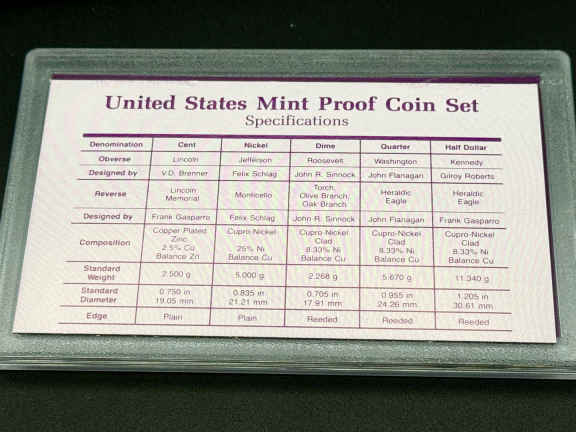 United States Mint Proof Coin Set
Specifications
Denomination Cent Nickel Dime Quarter Half Dollar
Obverse Lincoln Jefferson Roosevelt Washington Kennedy
Designed by V.D. Brenner Felix Schlag John R. Sinnock John Flanagan Gilroy Roberts
Reverse Lincoln Memorial Monticello Torch, Olive Branch, Oak Branch Heraldic Eagle Heraldic Eagle
Designed by Frank Gasparro Felix Schlag John R. Sinnock John Flanagan Frank Gasparro
Composition Copper Plated Zinc 2.5% Cu Balance Zn Cupro-Nickel 25% Ni Balance Cu Cupro-Nickel Clad 8.33% Ni Balance Cu Cupro-Nickel Clad 8.33% Ni Balance Cu Cupro-Nickel Clad 8.33% Ni Balance Cu
Standard Weight 2.500 g 5.000 g 2.268 g 5.670 g 11.340 g
Standard Diameter 0.750 in 19.05 mm 0.835 in 21.21 mm 0.705 in 17.91 mm 0.955 in 24.26 mm 1.205 in 30.61 mm
Edge Plain Plain Reeded Reeded Reeded